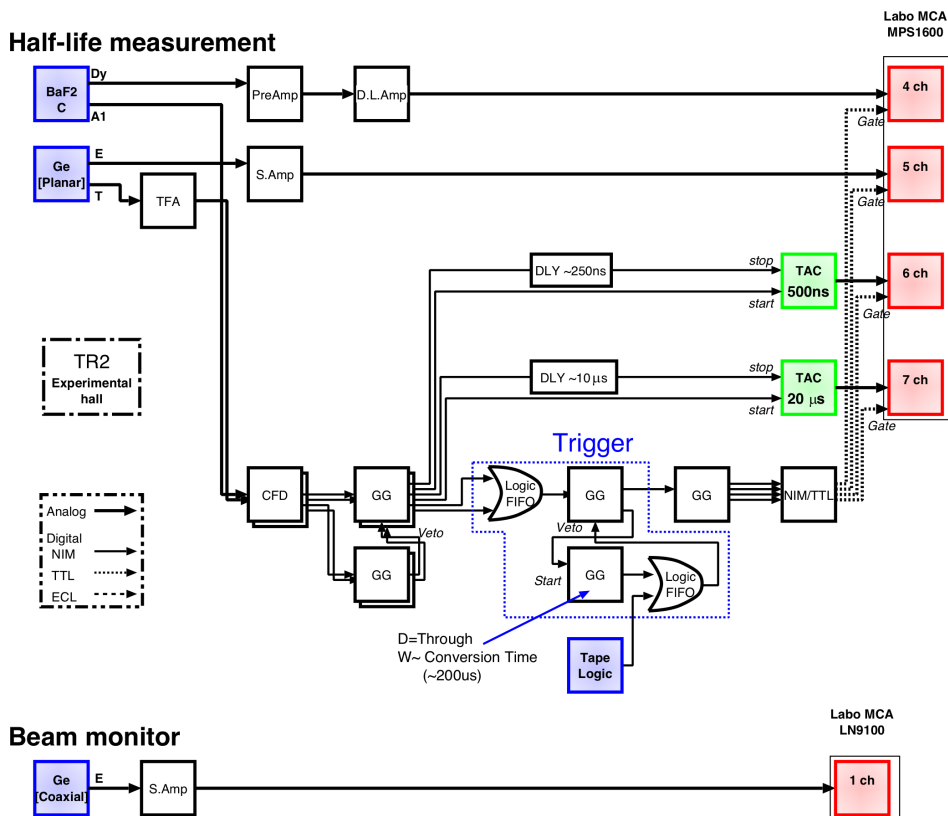 Labo MCA
MPS1600
Half-life measurement
BaF2
C
Dy
A1
PreAmp
D.L.Amp
4 ch
Gate
Ge
[Planar]
E
T
TFA
S.Amp
5 ch
Gate
DLY ~250ns
stop
start
TAC
500ns
6 ch
Gate
TR2
Experimental
hall
DLY ~10 μs
stop
start
TAC
20 μs
7 ch
Gate
Trigger
CFD
GG
Logic
FIFO
GG
GG
NIM/TTL
Veto
Veto
GG
Start
GG
Logic
FIFO
Analog
Digital
NIM
TTL
ECL
D=Through
W~ Conversion Time
(~200us)
Tape
Logic
Labo MCA
LN9100
Beam monitor
Ge
[Coaxial]
E
S.Amp
1 ch